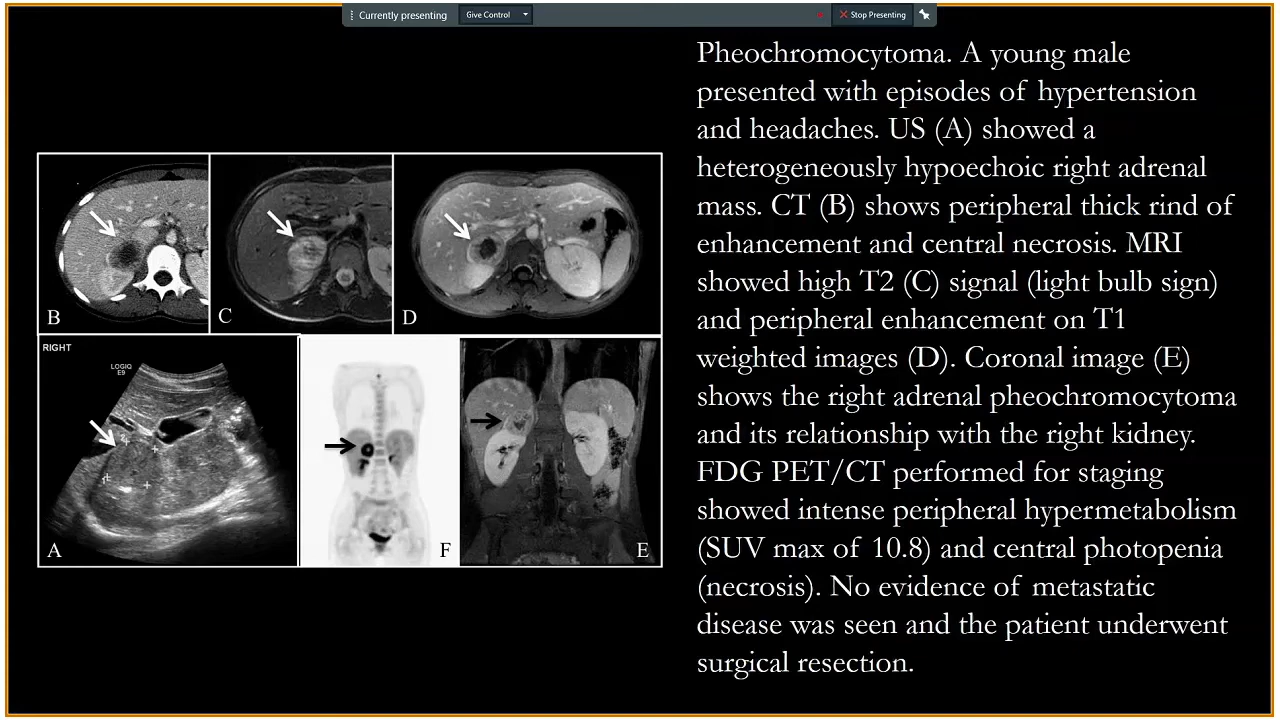 Currently presenting
Give Control
Stop Presenting
Pheochromocytoma. A young male
presented with episodes of hypertension
and headaches. US (A) showed a
heterogeneously hypoechoic right adrenal
mass. CT (B) shows peripheral thick rind of
enhancement and central necrosis. MRI
showed high T2 (C) signal (light bulb sign)
and peripheral enhancement on T1
weighted images (D). Coronal image (E)
shows the right adrenal pheochromocytoma
and its relationship with the right kidney.
FDG PET/CT performed for staging
showed intense peripheral hypermetabolism
(SUV max of 10.8) and central photopenia
(necrosis). No evidence of metastatic
disease was seen and the patient underwent
surgical resection.
B
C
D
RIGHT
LOGIQ
E9
A
F
E